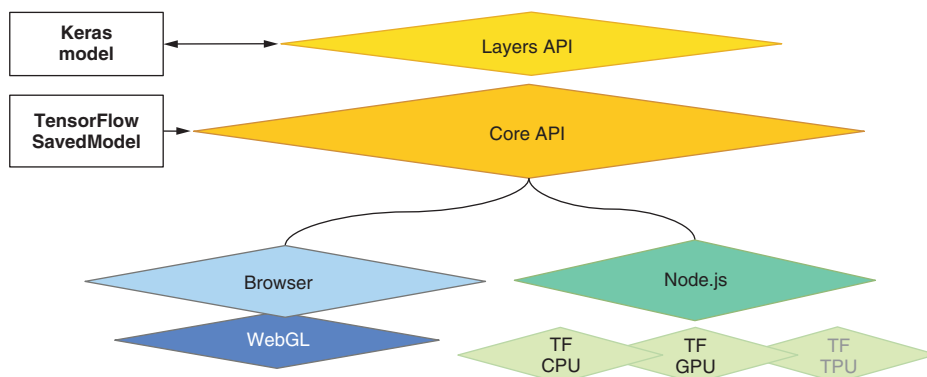 Keras
model
Layers API
TensorFlow
SavedModel
Core API
Browser
Node.js
WebGL
TF
CPU
TF
GPU
TF
TPU